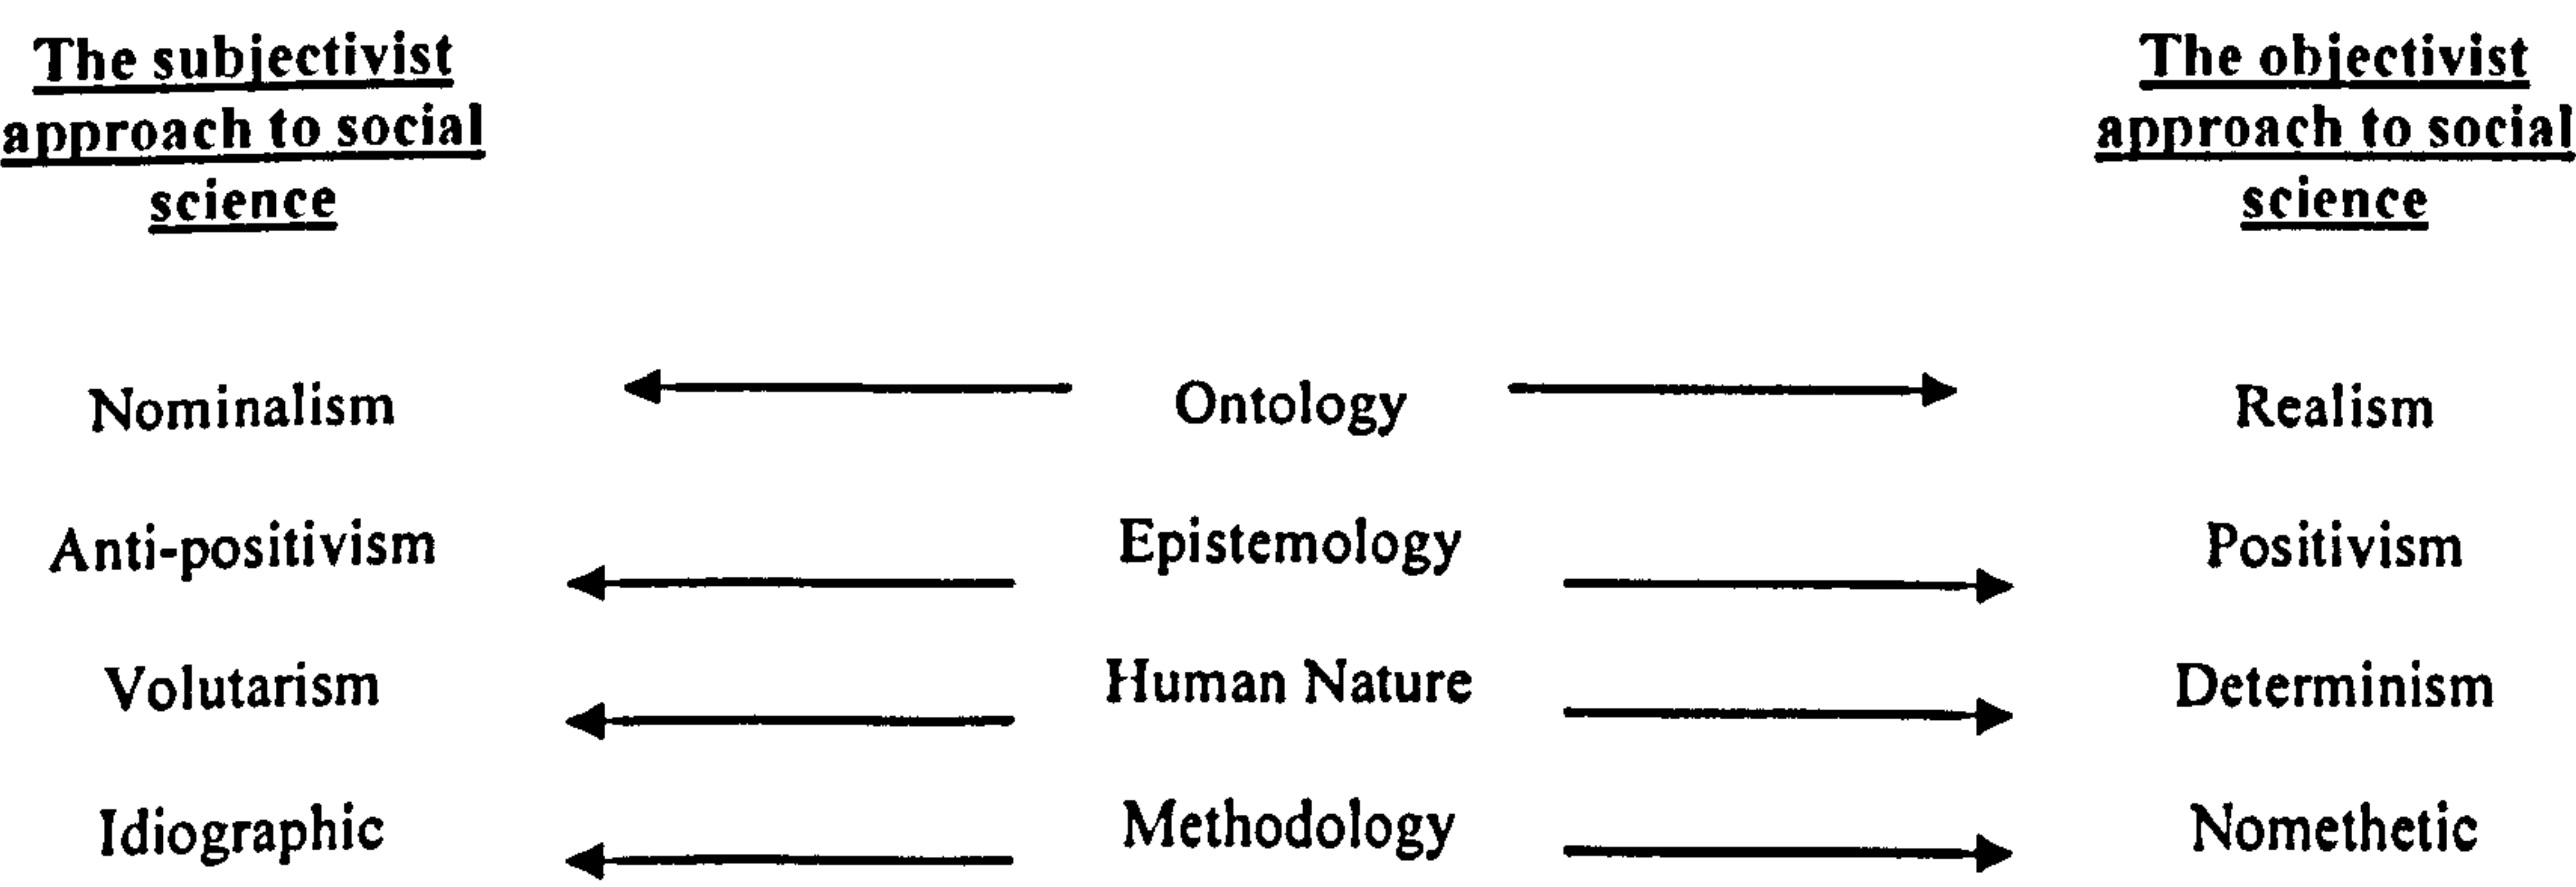 The subjectivist
approach to social
science
The objectivist
approach to social
science
Nominalism Ontology Realism
Anti-positivism Epistemology Positivism
Volutarism Human Nature Determinism
Idiographic Methodology Nomethetic